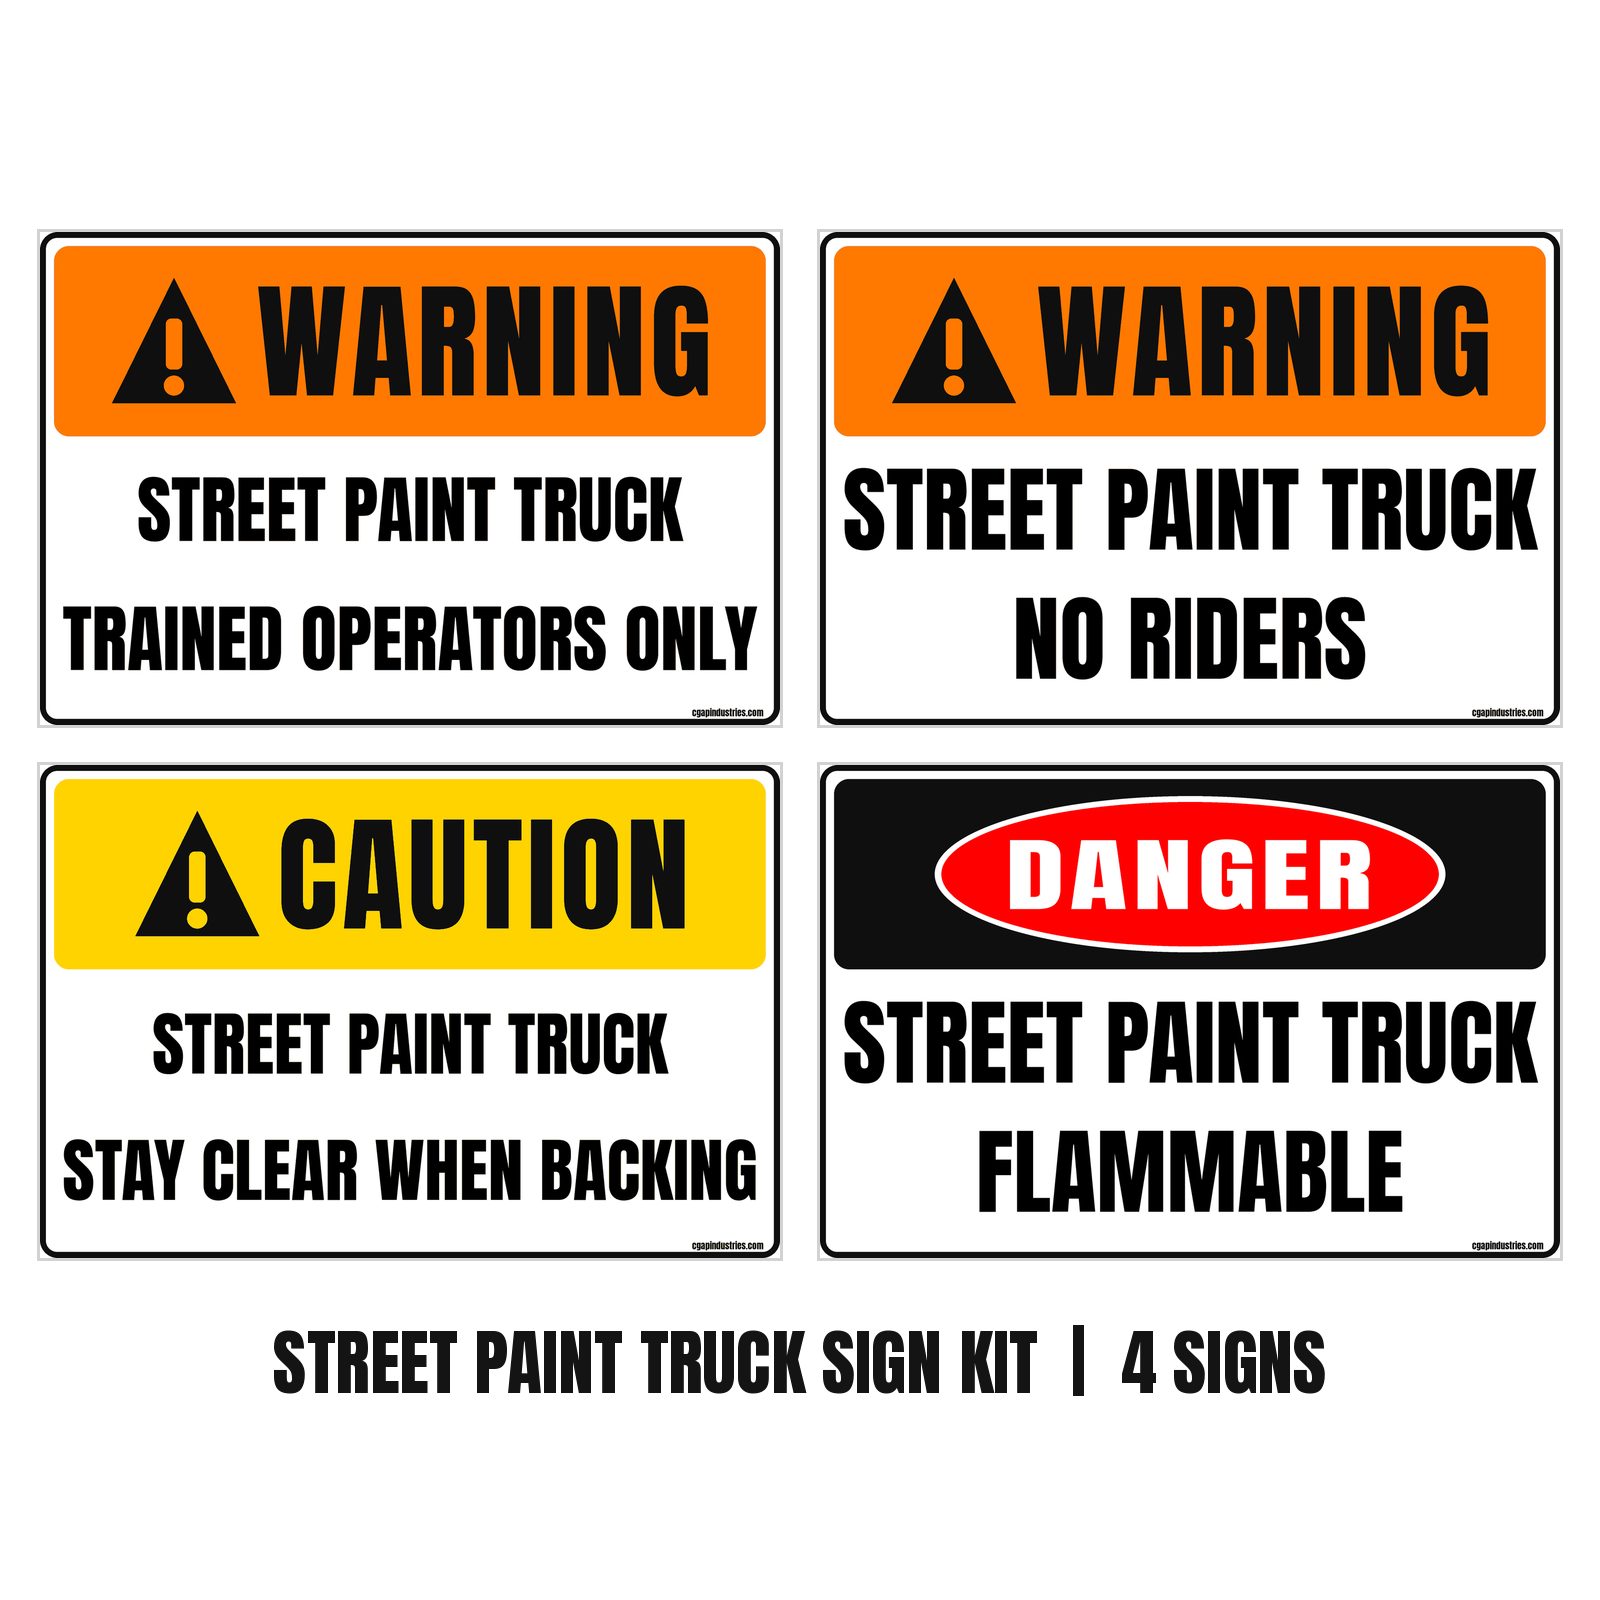 WARNING
STREET PAINT TRUCK
TRAINED OPERATORS ONLY
cgapindustries.com
WARNING
STREET PAINT TRUCK
NO RIDERS
cgapindustries.com
CAUTION
STREET PAINT TRUCK
STAY CLEAR WHEN BACKING
cgapindustries.com
DANGER
STREET PAINT TRUCK
FLAMMABLE
cgapindustries.com
STREET PAINT TRUCK SIGN KIT | 4 SIGNS